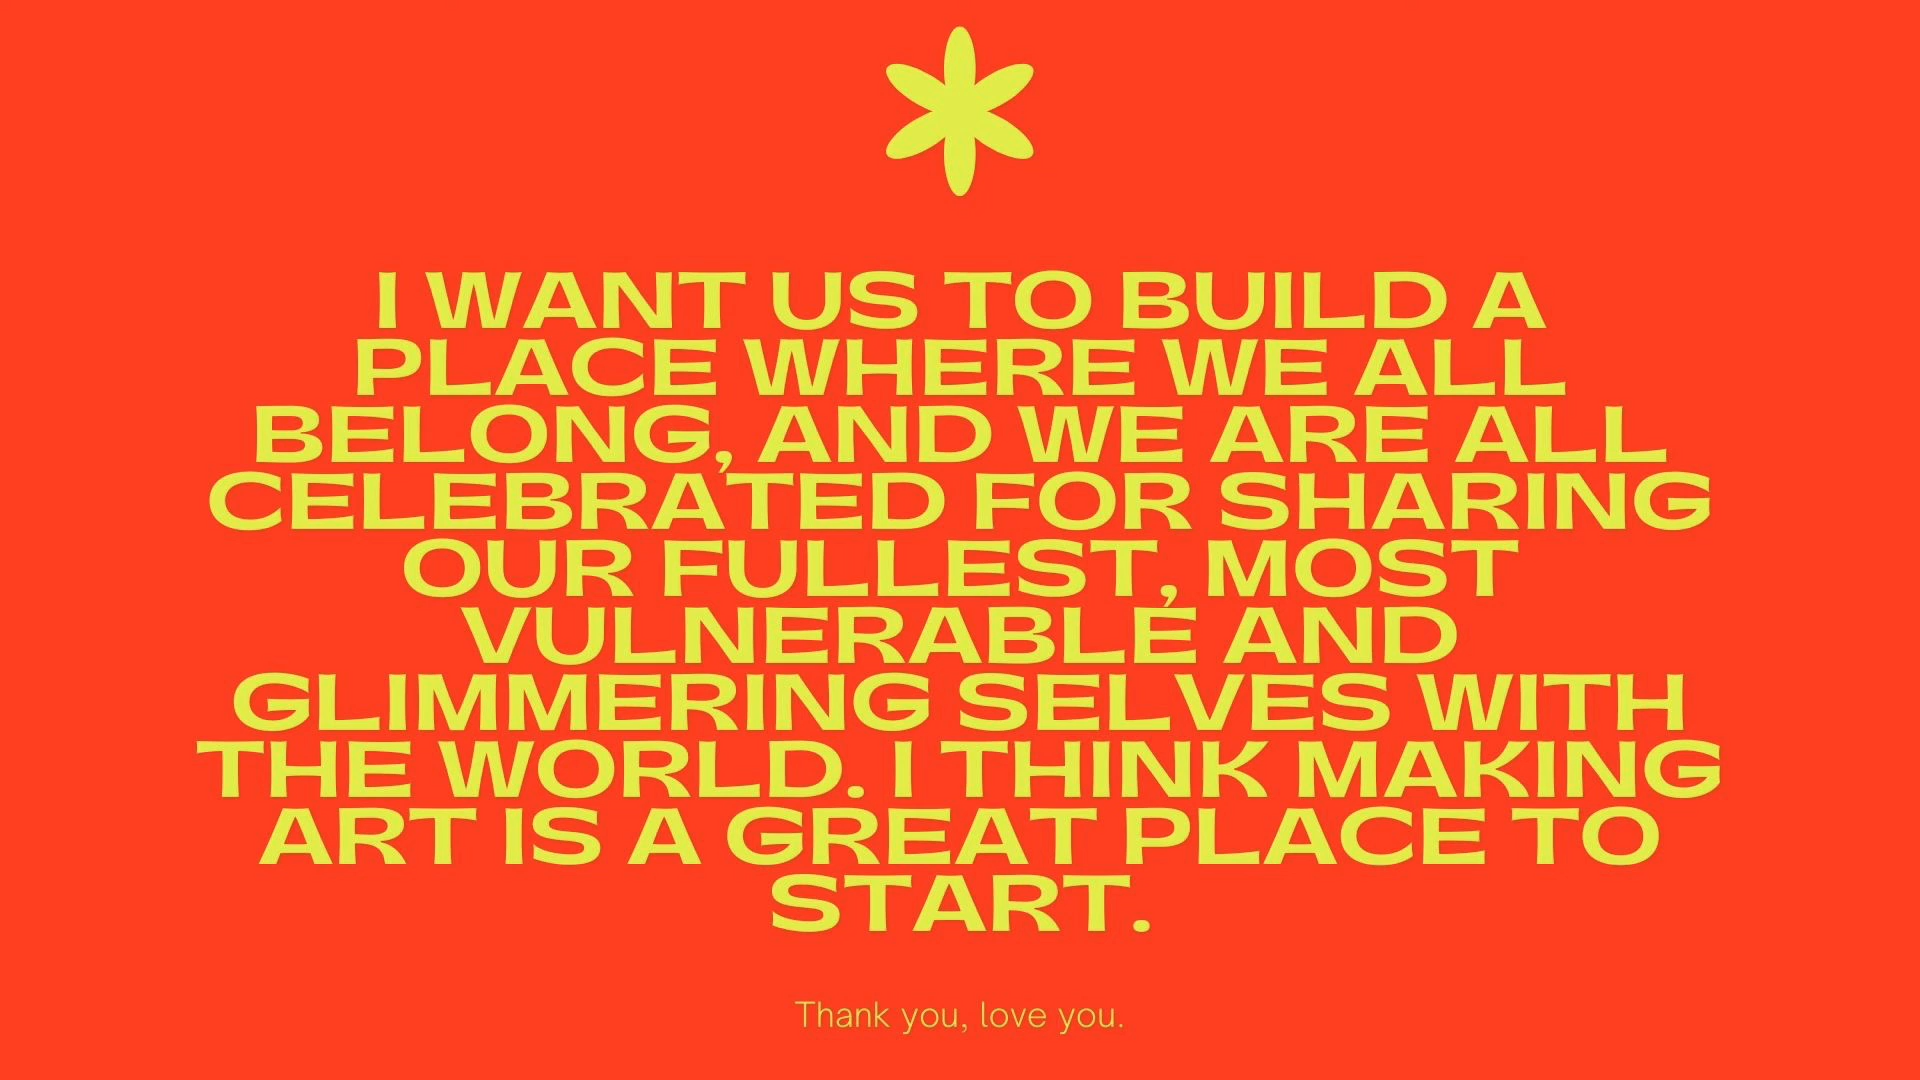 I WANT US TO BUILD A
PLACE WHERE WE ALL
BELONG, AND WE ARE ALL
CELEBRATED FOR SHARING
OUR FULLEST, MOST
VULNERABLE AND
GLIMMERING SELVES WITH
THE WORLD. I THINK MAKING
ART IS A GREAT PLACE TO
START.
Thank you, love you.